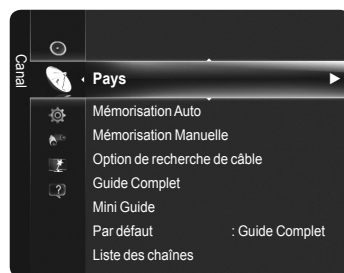 Canal
Pays
Mémorisation Auto
Mémorisation Manuelle
Option de recherche de câble
Guide Complet
Mini Guide
Par défaut : Guide Complet
Liste des chaînes